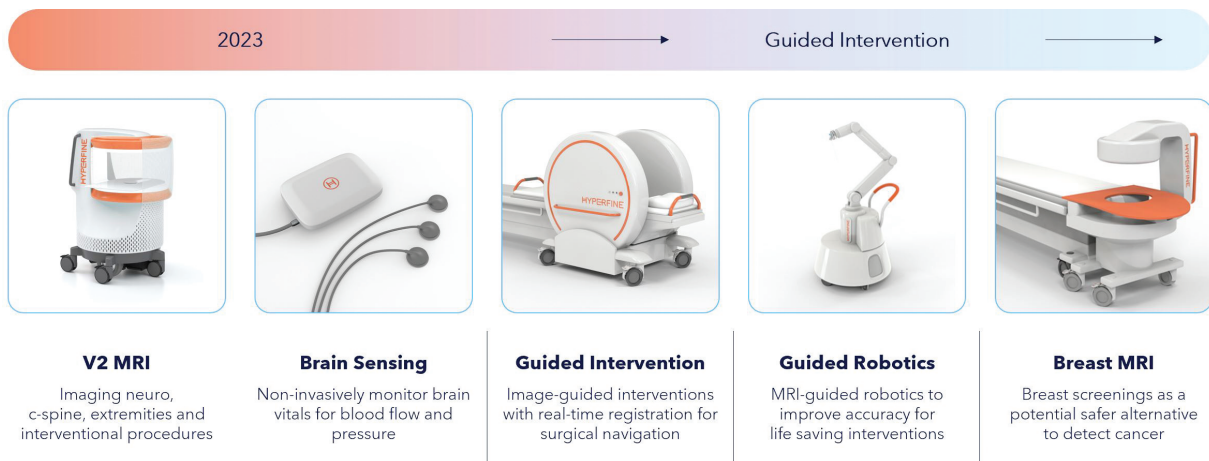 2023
Guided Intervention
HYPERFINE
HYPERFINE
HYPERFINE
V2 MRI
Imaging neuro,
c-spine, extremities and
interventional procedures
Brain Sensing
Non-invasively monitor brain
vitals for blood flow and
pressure
Guided Intervention
Image-guided interventions
with real-time registration for
surgical navigation
Guided Robotics
MRI-guided robotics to
improve accuracy for
life saving interventions
Breast MRI
Breast screenings as a
potential safer alternative
to detect cancer